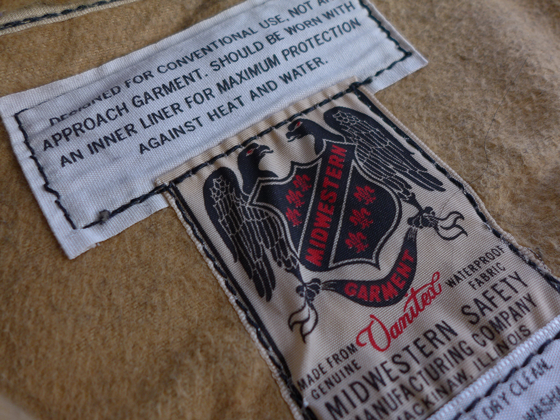 DESIGNED FOR CONVENTIONAL USE, NOT AN
APPROACH GARMENT. SHOULD BE WORN WITH
AN INNER LINER FOR MAXIMUM PROTECTION
AGAINST HEAT AND WATER.
MIDWESTERN
GARMENT
MADE FROM
GENUINE
Vanitex
WATERPROOF
FABRIC
MIDWESTERN SAFETY
MANUFACTURING COMPANY
MACKINAW, ILLINOIS
DRY CLEAN